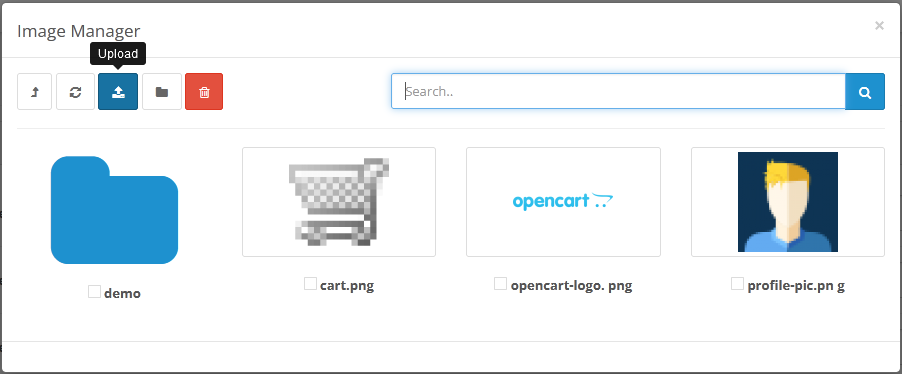 Image Manager
×
Upload
Search..
opencart
demo
cart.png
opencart-logo. png
profile-pic.pn g